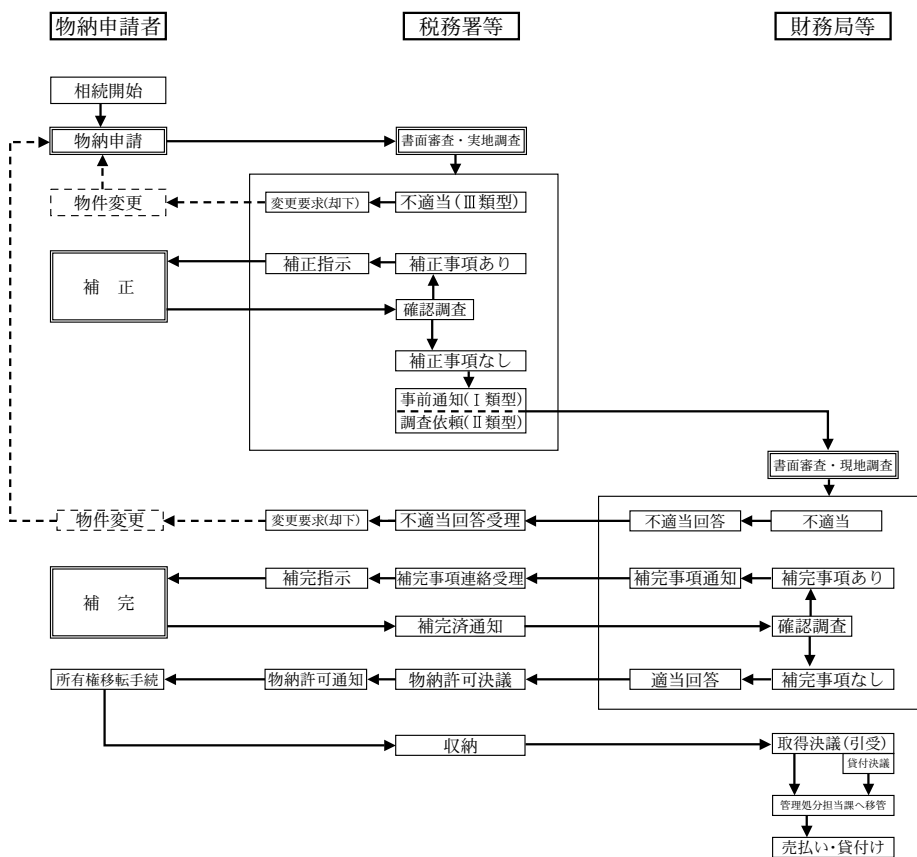 物納申請者
税務署等
財務局等
相続開始
物納申請
書面審査・実地調査
物件変更
変更要求(却下)
不適当(Ⅲ類型)
補正
補正指示
補正事項あり
確認調査
補正事項なし
事前通知(Ⅰ類型)
調査依頼(Ⅱ類型)
書面審査・現地調査
物件変更
変更要求(却下)
不適当回答受理
不適当回答
不適当
補完
補完指示
補完事項連絡受理
補完事項通知
補完事項あり
補完済通知
確認調査
所有権移転手続
物納許可通知
物納許可決議
適当回答
補完事項なし
収納
取得決議(引受)
貸付決議
管理処分担当課へ移管
売払い・貸付け